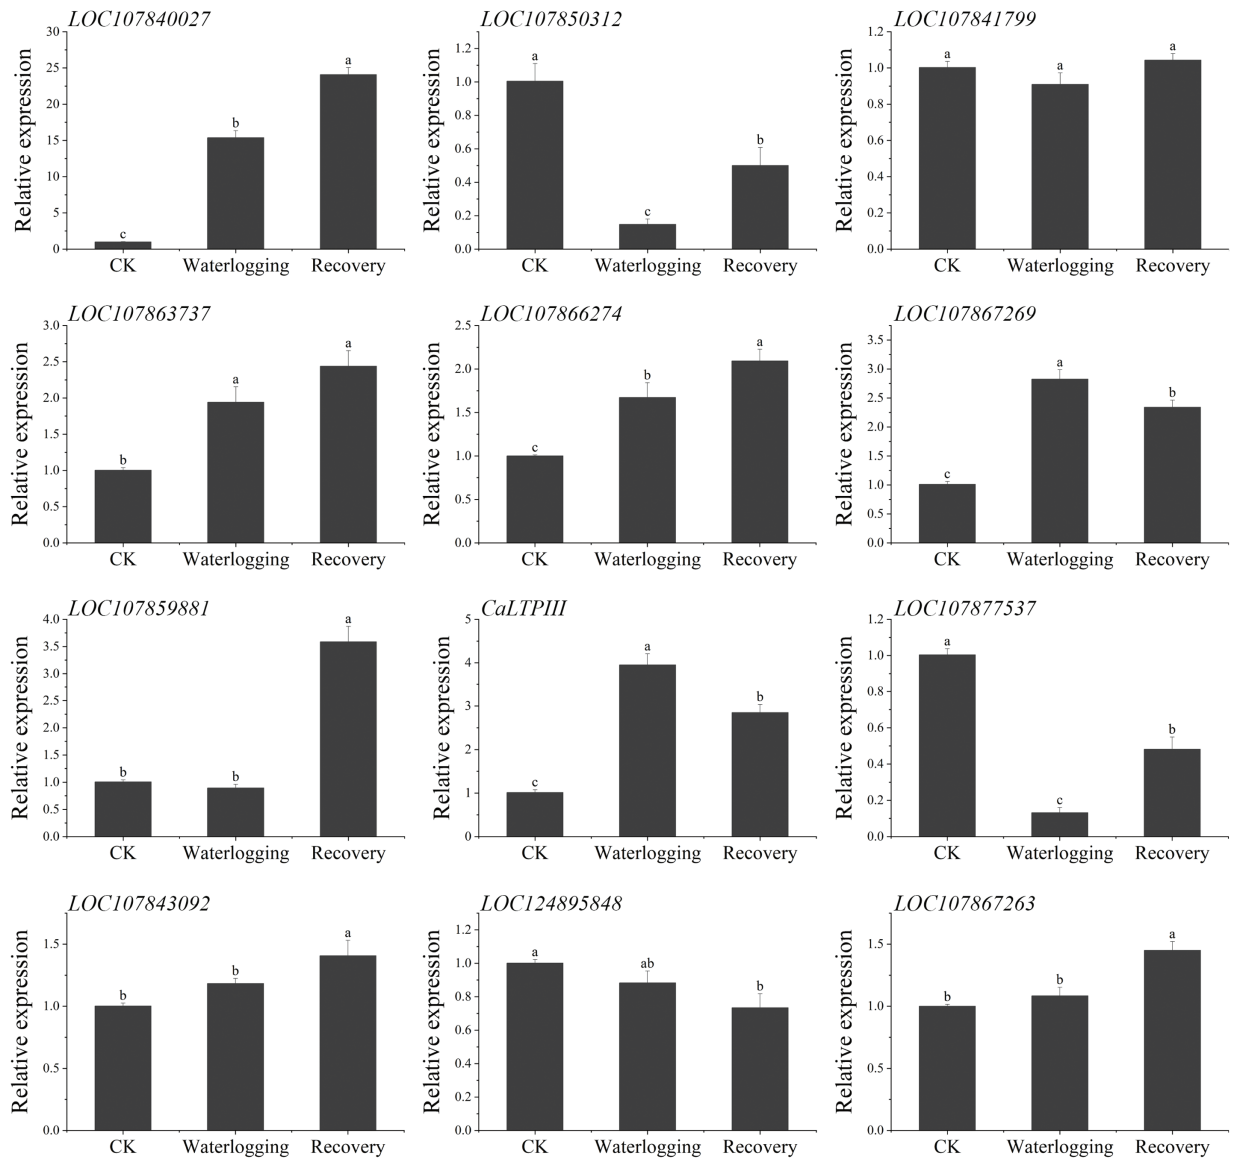 LOC107840027
Relative expression
30
25
20
15
10
5
0
c
b
a
CK Waterlogging Recovery
LOC107850312
Relative expression
1.2
1.0
0.8
0.6
0.4
0.2
0.0
a
c
b
CK Waterlogging Recovery
LOC107841799
Relative expression
1.2
1.0
0.8
0.6
0.4
0.2
0.0
a
a
a
CK Waterlogging Recovery
LOC107863737
Relative expression
3.0
2.5
2.0
1.5
1.0
0.5
0.0
b
a
a
CK Waterlogging Recovery
LOC107866274
Relative expression
2.5
2.0
1.5
1.0
0.5
0.0
c
b
a
CK Waterlogging Recovery
LOC107867269
Relative expression
3.5
3.0
2.5
2.0
1.5
1.0
0.5
0.0
c
a
b
CK Waterlogging Recovery
LOC107859881
Relative expression
4.0
3.5
3.0
2.5
2.0
1.5
1.0
0.5
0.0
b
b
a
CK Waterlogging Recovery
CaLTPIII
Relative expression
5
4
3
2
1
0
c
a
b
CK Waterlogging Recovery
LOC107877537
Relative expression
1.2
1.0
0.8
0.6
0.4
0.2
0.0
a
c
b
CK Waterlogging Recovery
LOC107843092
Relative expression
1.5
1.0
0.5
0.0
b
b
a
CK Waterlogging Recovery
LOC124895848
Relative expression
1.2
1.0
0.8
0.6
0.4
0.2
0.0
a
ab
b
CK Waterlogging Recovery
LOC107867263
Relative expression
1.5
1.0
0.5
0.0
b
b
a
CK Waterlogging Recovery